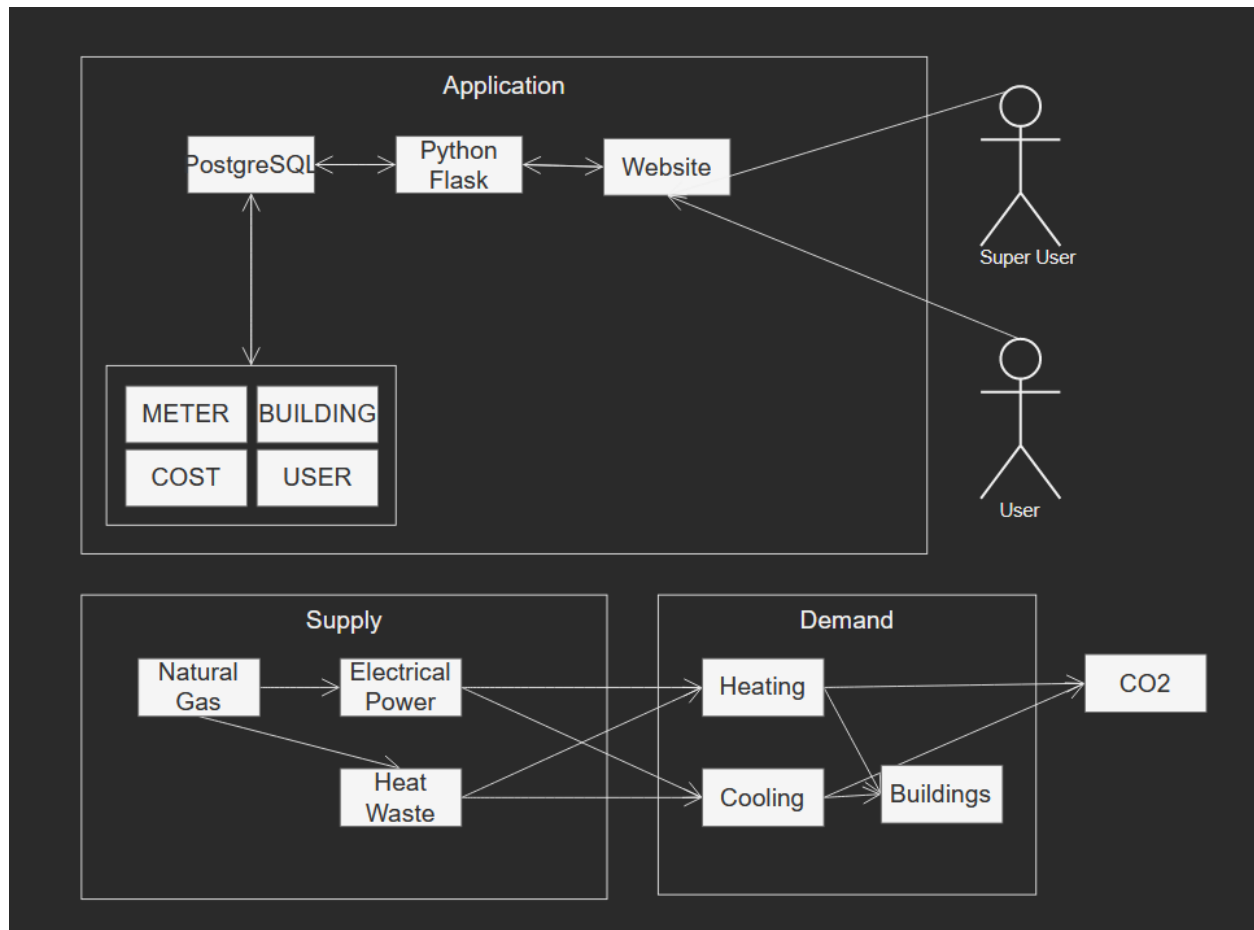 Application
PostgreSQL
Python
Flask
Website
Super User
METER
BUILDING
COST
USER
User
Supply
Natural
Gas
Electrical
Power
Heat
Waste
Demand
Heating
Cooling
Buildings
CO2